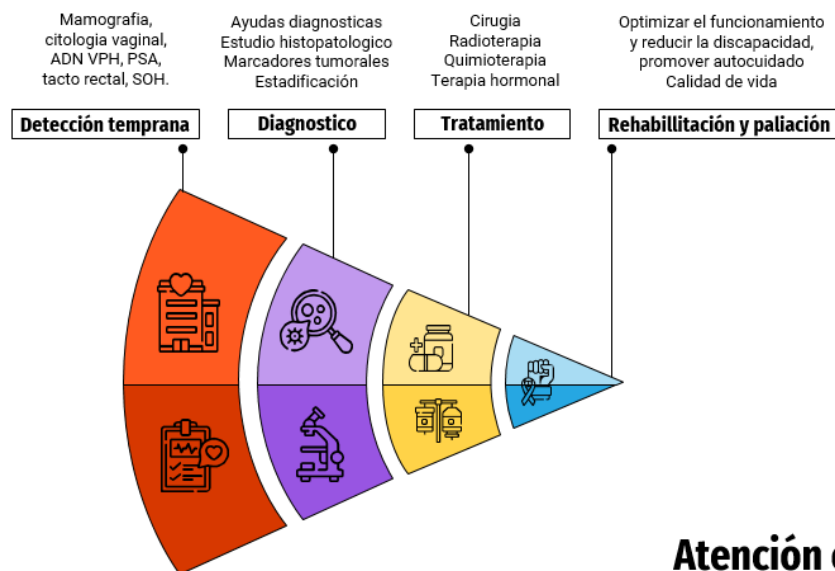 Mamografia,
citologia vaginal,
ADN VPH, PSA,
tacto rectal, SOH.
Detección temprana
Ayudas diagnosticas
Estudio histopatologico
Marcadores tumorales
Estadificación
Diagnostico
Cirugia
Radioterapia
Quimioterapia
Terapia hormonal
Tratamiento
Optimizar el funcionamiento
y reducir la discapacidad,
promover autocuidado
Calidad de vida
Rehabillitación y paliación
Atención